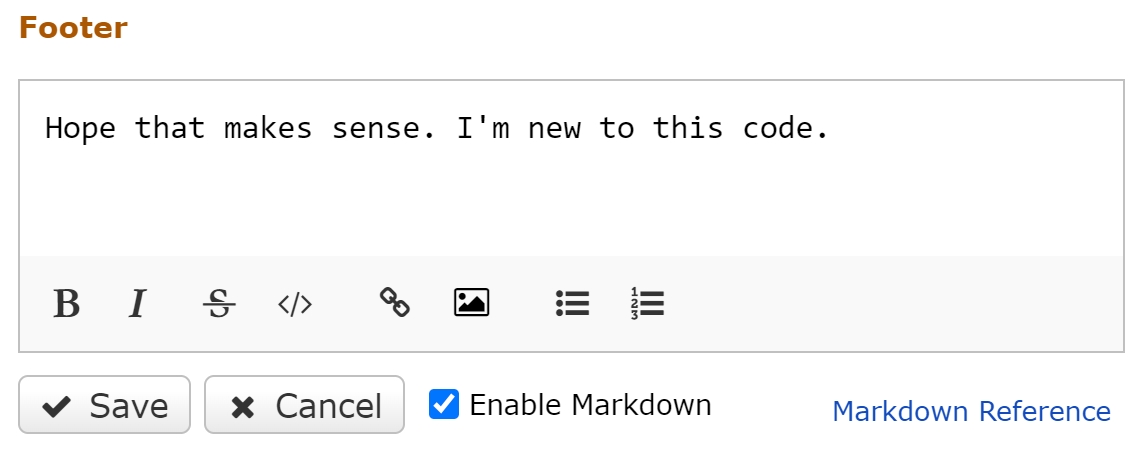 Footer
Hope that makes sense. I'm new to this code.
B I S </>
Save Cancel Enable Markdown Markdown Reference